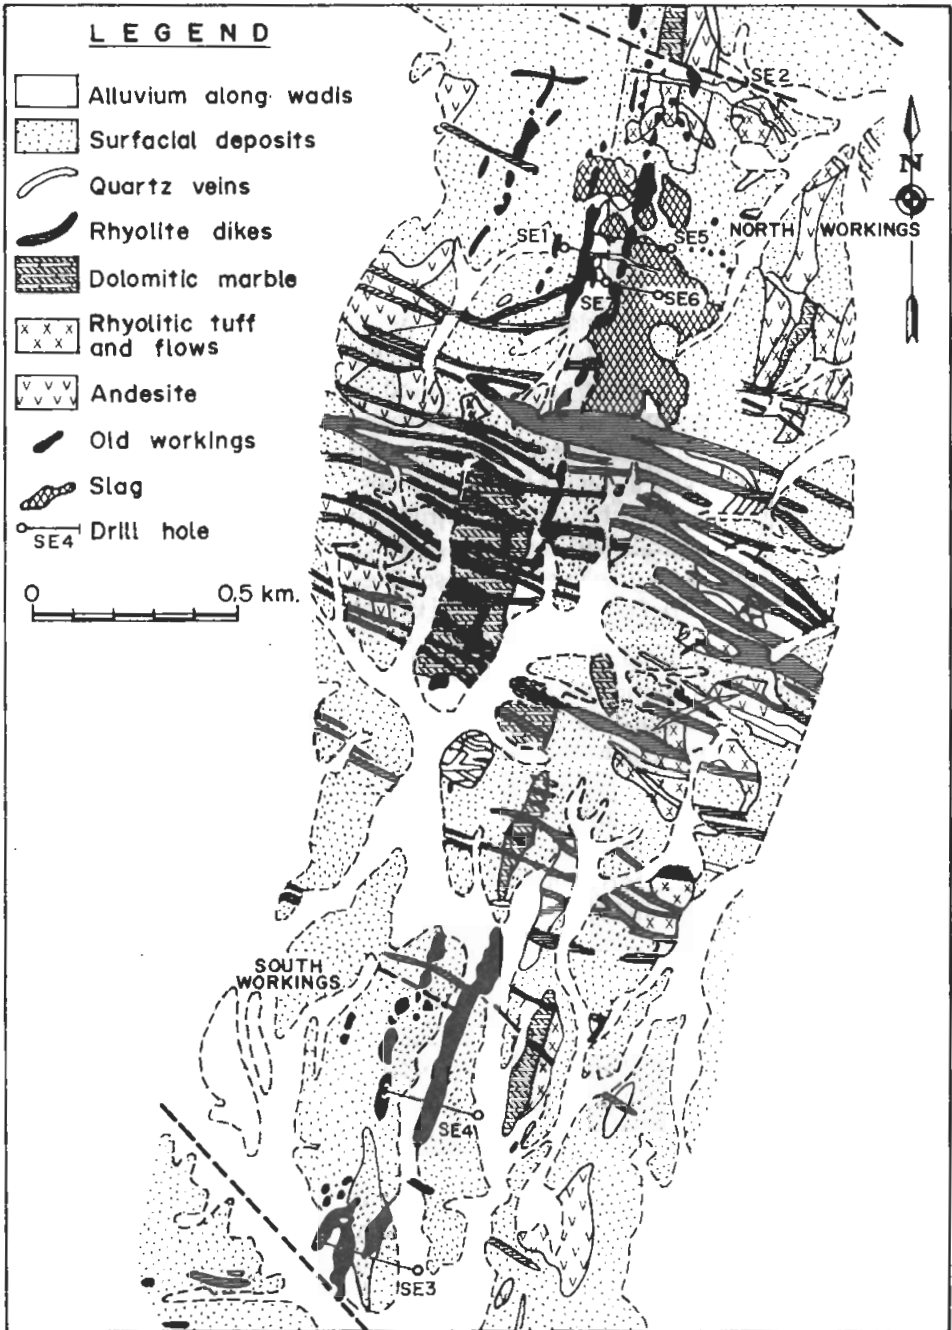 LEGEND
Alluvium along wadis
Surfacial deposits
Quartz veins
Rhyolite dikes
Dolomitic marble
Rhyolitic tuff
and flows
Andesite
Old workings
Slag
SE4 Drill hole
0 0.5 km.
SE2
N
NORTH WORKINGS
SE1
SE5
SE6
SE7
SOUTH
WORKINGS
SE4
SE3